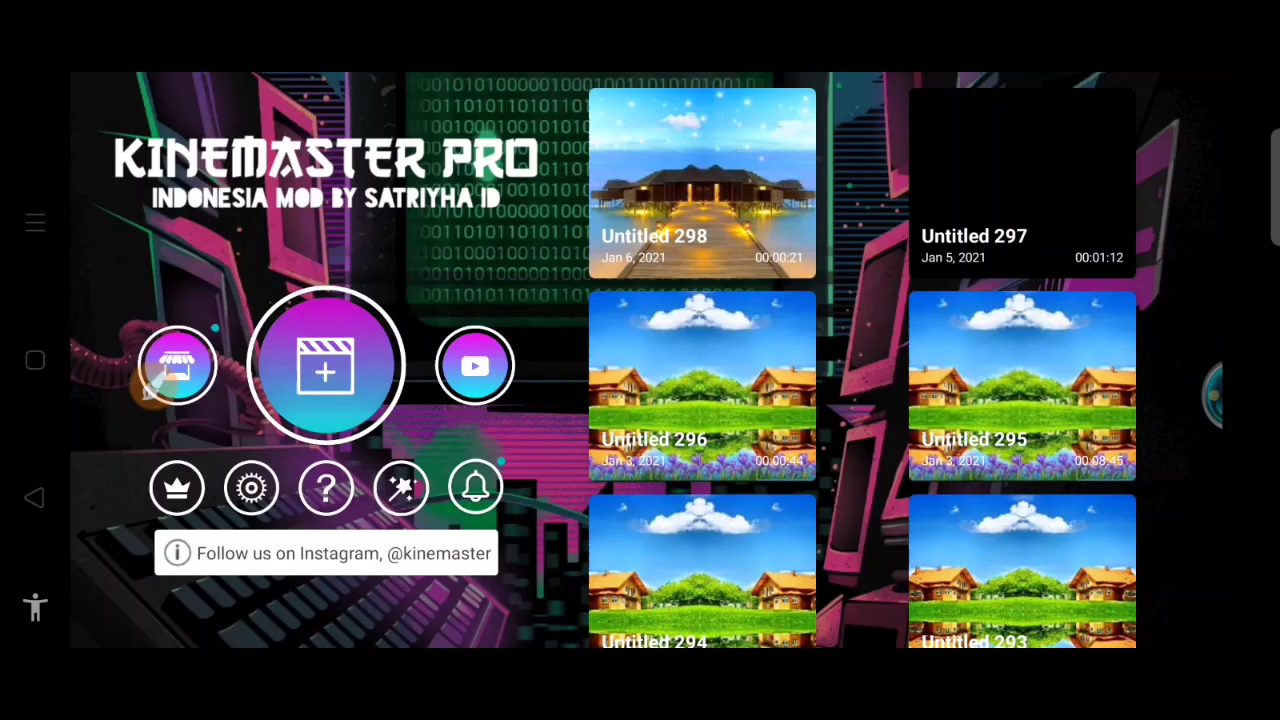 KINEMASTER PRO
INDONESIA MOD BY SATRIYHA ID
Follow us on Instagram, @kinemaster
Untitled 298
Jan 6, 2021 00:00:21
Untitled 297
Jan 5, 2021 00:01:12
Untitled 296
Jan 3, 2021 00:00:44
Untitled 295
Jan 3, 2021 00:08:45
Untitled 294
Untitled 293